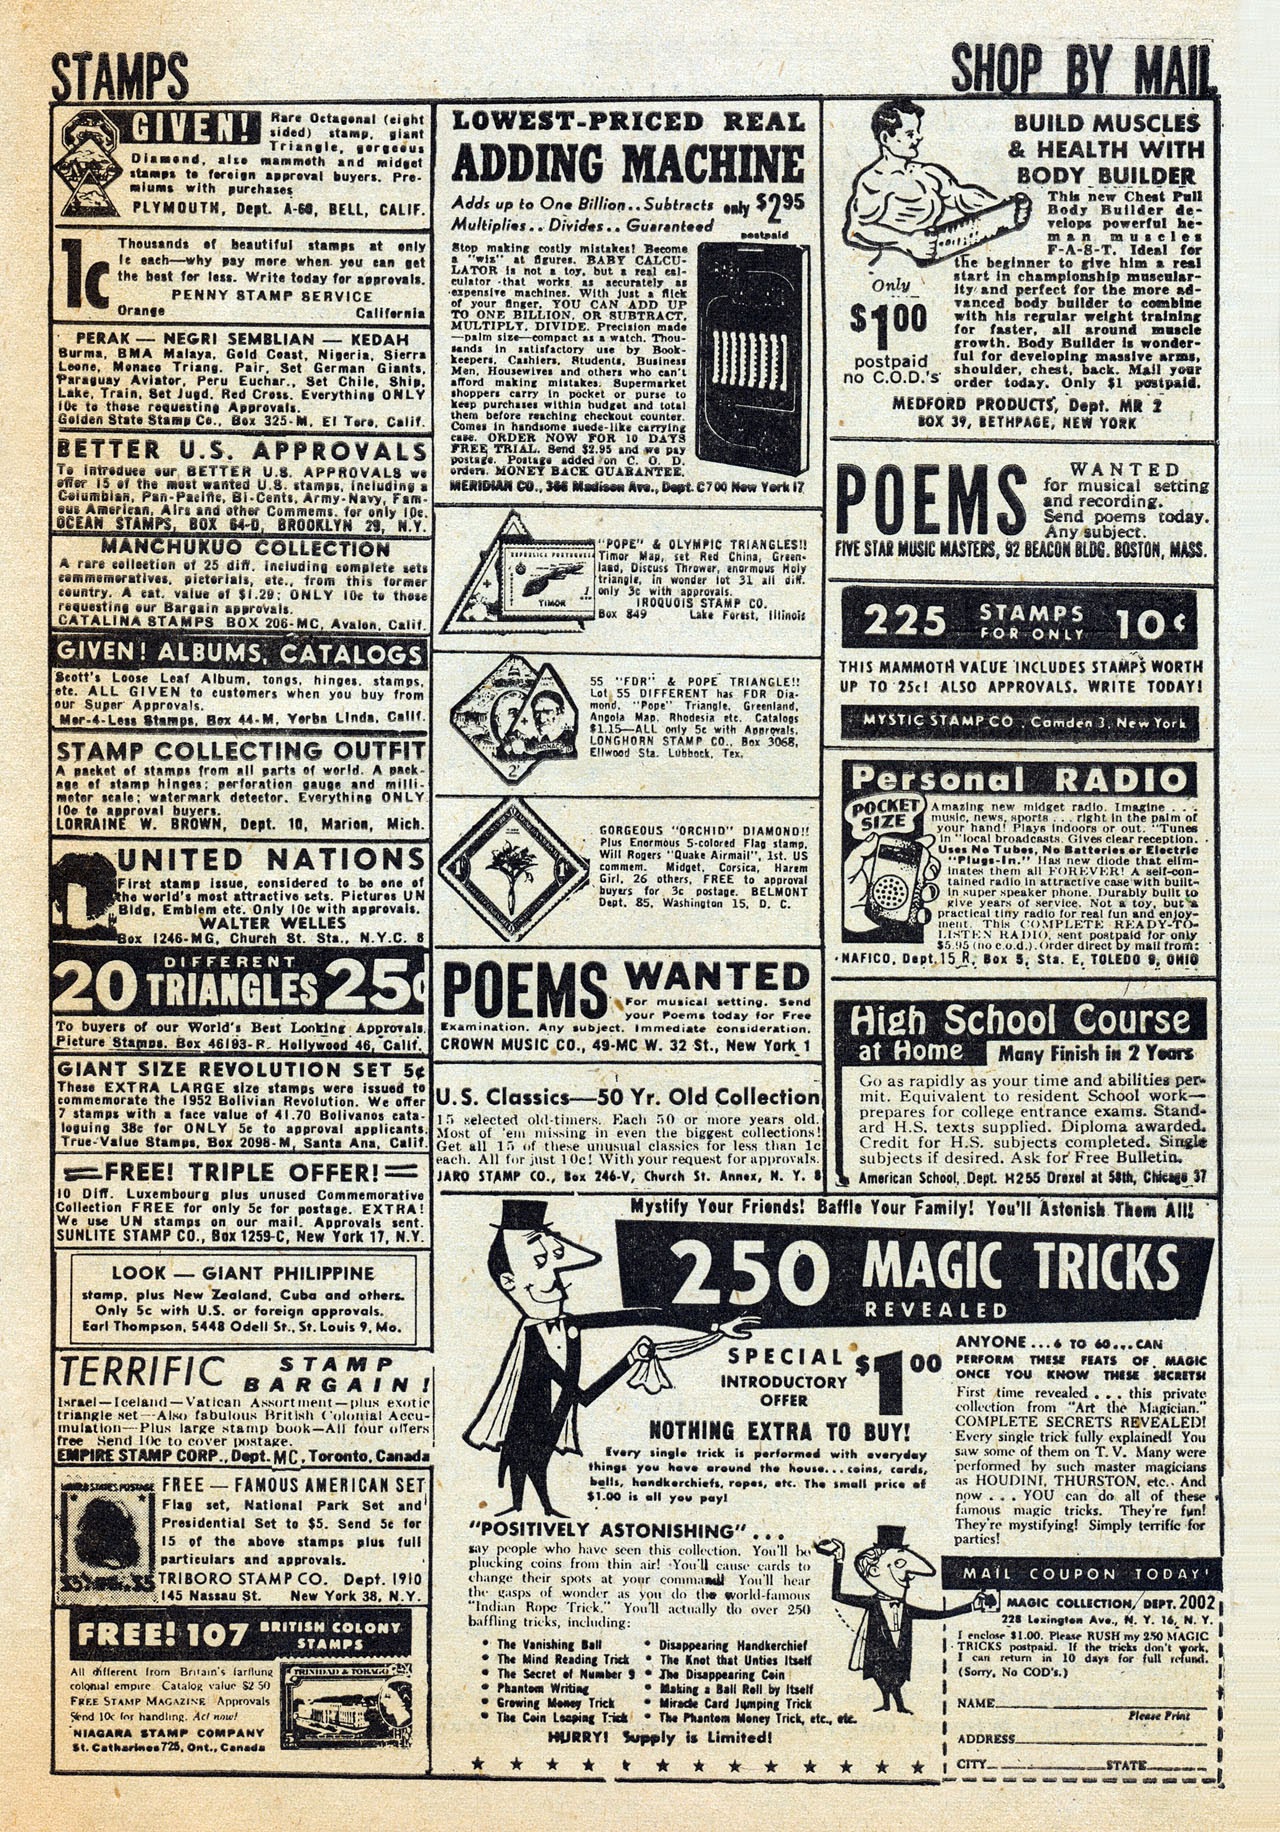 STAMPS
SHOP BY MAIL
GIVEN!
Rare Octagonal (eight
sided) stamp, giant
Triangle, gorgeous
Diamond, also mammoth and midget
stamps to foreign approval buyers. Pre-
miums with purchases
PLYMOUTH, Dept. A-60, BELL, CALIF.
1c
Thousands of beautiful stamps at only
1c each—why pay more when you can get
the best for less. Write today for approvals.
PENNY STAMP SERVICE
Orange California
PERAK — NEGRI SEMBLIAN — KEDAH
Burma, BMA Malaya, Gold Coast, Nigeria, Sierra
Leone, Monaco Triang. Pair, Set German Giants,
Paraguay Aviator, Peru Euchar., Set Chile, Ship,
Lake, Train, Set Jugd. Red Cross. Everything ONLY
10c to those requesting Approvals.
Golden State Stamp Co., Box 325-M, El Toro, Calif.
BETTER U.S. APPROVALS
To introduce our BETTER U.S. APPROVALS we
offer 15 of the most wanted U.S. stamps, including a
Columbian, Pan-Pacific, Bi-Cents, Army-Navy, Fam-
ous American, Airs and other Commems. for only 10c.
OCEAN STAMPS, BOX 64-D, BROOKLYN 29, N.Y.
MANCHUKUO COLLECTION
A rare collection of 25 diff. including complete sets
commemoratives, pictorials, etc., from this former
country. A cat. value of $1.29; ONLY 10c to those
requesting our Bargain approvals.
CATALINA STAMPS BOX 206-MC, Avalon, Calif.
GIVEN! ALBUMS, CATALOGS
Scott's Loose Leaf Album, tongs, hinges, stamps,
etc. ALL GIVEN to customers when you buy from
our Super Approvals.
Mor-4-Less Stamps, Box 44-M, Yorba Linda, Calif.
STAMP COLLECTING OUTFIT
A packet of stamps from all parts of world. A pack-
age of stamp hinges; perforation gauge and milli-
meter scale; watermark detector. Everything ONLY
10c to approval buyers.
LORRAINE W. BROWN, Dept. 10, Marion, Mich.
UNITED NATIONS
First stamp issue, considered to be one of
the world's most attractive sets. Pictures UN
Bldg, Emblem etc. Only 10c with approvals.
WALTER WELLES
Box 1246-MG, Church St. Sta., N.Y.C. 8
20 DIFFERENT TRIANGLES 25c
To buyers of our World's Best Looking Approvals.
Picture Stamps. Box 46193-R. Hollywood 46, Calif.
GIANT SIZE REVOLUTION SET 5¢
These EXTRA LARGE size stamps were issued to
commemorate the 1952 Bolivian Revolution. We offer
7 stamps with a face value of 41.70 Bolivanos cata-
loguing 38c for ONLY 5c to approval applicants.
True-Value Stamps, Box 2098-M, Santa Ana, Calif.
FREE! TRIPLE OFFER!
10 Diff. Luxembourg plus unused Commemorative
Collection FREE for only 5c for postage. EXTRA!
We use UN stamps on our mail. Approvals sent.
SUNLITE STAMP CO., Box 1259-C, New York 17, N.Y.
LOOK — GIANT PHILIPPINE
stamp, plus New Zealand, Cuba and others.
Only 5c with U.S. or foreign approvals.
Earl Thompson, 5448 Odell St., St. Louis 9, Mo.
TERRIFIC STAMP
BARGAIN!
Israel—Iceland—Vatican Assortment—plus exotic
triangle set—Also fabulous British Colonial Accu-
mulation—Plus large stamp book—All four offers
free Send 10c to cover postage.
EMPIRE STAMP CORP., Dept. MC, Toronto, Canada
UNITED STATES POSTAGE
FREE — FAMOUS AMERICAN SET
Flag set, National Park Set and
Presidential Set to $5. Send 5c for
15 of the above stamps plus full
particulars and approvals.
TRIBORO STAMP CO. Dept. 1910
145 Nassau St. New York 38, N.Y.
FREE! 107 BRITISH COLONY
STAMPS
All different from Britain's farflung
colonial empire. Catalog value $2.50
FREE STAMP MAGAZINE Approvals
Send 10c for handling. Act now!
NIAGARA STAMP COMPANY
St. Catharines 725, Ont., Canada
TRINIDAD & TOBAGO
LOWEST-PRICED REAL
ADDING MACHINE
Adds up to One Billion.. Subtracts only $2 95
Multiplies.. Divides.. Guaranteed postpaid
Stop making costly mistakes! Become
a "wiz" at figures. BABY CALCU-
LATOR is not a toy, but a real cal-
culator that works as accurately as
expensive machines. With just a flick
of your finger, YOU CAN ADD UP
TO ONE BILLION, OR SUBTRACT,
MULTIPLY, DIVIDE. Precision made
—palm size—compact as a watch. Thou-
sands in satisfactory use by Book-
keepers, Cashiers, Students, Business
Men, Housewives and others who can't
afford making mistakes. Supermarket
shoppers carry in pocket or purse to
keep purchases within budget and total
them before reaching checkout counter.
Comes in handsome suede-like carrying
case. ORDER NOW FOR 10 DAYS
FREE TRIAL. Send $2.95 and we pay
postage. Postage added on C. O. D.
orders. MONEY BACK GUARANTEE.
MERIDIAN CO., 366 Madison Ave., Dept. C700 New York 17
REPUBLICA PORTUGUESA
TIMOR
"POPE" & OLYMPIC TRIANGLES!!
Timor Map, set Red China, Green-
land, Discuss Thrower, enormous Holy
triangle, in wonder lot 31 all diff.
only 3c with approvals.
IROQUOIS STAMP CO.
Box 849 Lake Forest, Illinois
55 "FDR" & POPE TRIANGLE!!
Lot 55 DIFFERENT has FDR Dia-
mond, "Pope" Triangle, Greenland,
Angola Map, Rhodesia etc. Catalogs
$1.15—ALL only 5c with Approvals.
LONGHORN STAMP CO., Box 3068,
Ellwood Sta. Lubbock, Tex.
GORGEOUS "ORCHID" DIAMOND!!
Plus Enormous 5-colored Flag stamp,
Will Rogers "Quake Airmail", 1st. US
commem. Midget, Corsica, Harem
Girl, 26 others, FREE to approval
buyers for 3c postage. BELMONT
Dept. 85, Washington 15, D. C.
POEMS WANTED
For musical setting. Send
your Poems today for Free
Examination. Any subject. Immediate consideration.
CROWN MUSIC CO., 49-MC W. 32 St., New York 1
U.S. Classics—50 Yr. Old Collection
15 selected old-timers. Each 50 or more years old.
Most of 'em missing in even the biggest collections!
Get all 15 of these unusual classics for less than 1c
each. All for just 10c! With your request for approvals.
JARO STAMP CO., Box 246-V, Church St. Annex, N. Y. 8
BUILD MUSCLES
& HEALTH WITH
BODY BUILDER
This new Chest Pull
Body Builder de-
velops powerful he-
man muscles
F-A-S-T. Ideal for
the beginner to give him a real
start in championship muscular-
ity and perfect for the more ad-
vanced body builder to combine
with his regular weight training
for faster, all around muscle
growth. Body Builder is wonder-
ful for developing massive arms,
shoulder, chest, back. Mail your
order today. Only $1 postpaid.
Only
$1 00
postpaid
no C.O.D.'s
MEDFORD PRODUCTS, Dept. MR 2
BOX 39, BETHPAGE, NEW YORK
POEMS WANTED
for musical setting
and recording.
Send poems today.
Any subject.
FIVE STAR MUSIC MASTERS, 92 BEACON BLDG. BOSTON, MASS.
225 STAMPS
FOR ONLY 10¢
THIS MAMMOTH VALUE INCLUDES STAMPS WORTH
UP TO 25c! ALSO APPROVALS. WRITE TODAY!
MYSTIC STAMP CO., Camden 3, New York
Personal RADIO
POCKET
SIZE
Amazing new midget radio. Imagine . . .
music, news, sports . . . right in the palm of
your hand! Plays indoors or out. "Tunes
in" local broadcasts. Gives clear reception.
Uses No Tubes, No Batteries or Electric
"Plugs-In." Has new diode that elim-
inates them all FOREVER! A self-con-
tained radio in attractive case with built-
in super speaker phone. Durably built to
give years of service. Not a toy, but a
practical tiny radio for real fun and enjoy-
ment. This COMPLETE READY-TO-
LISTEN RADIO, sent postpaid for only
$5.95 (no c.o.d.). Order direct by mail from:
NAFICO, Dept. 15 R, Box 5, Sta. E, TOLEDO 9, OHIO
High School Course
at Home Many Finish in 2 Years
Go as rapidly as your time and abilities per-
mit. Equivalent to resident School work—
prepares for college entrance exams. Stand-
ard H.S. texts supplied. Diploma awarded.
Credit for H.S. subjects completed. Single
subjects if desired. Ask for Free Bulletin.
American School, Dept. H255 Drexel at 58th, Chicago 37
Mystify Your Friends! Baffle Your Family! You'll Astonish Them All!
250 MAGIC TRICKS
REVEALED
SPECIAL
INTRODUCTORY
OFFER
$1 00
NOTHING EXTRA TO BUY!
Every single trick is performed with everyday
things you have around the house...coins, cards,
balls, handkerchiefs, ropes, etc. The small price of
$1.00 is all you pay!
"POSITIVELY ASTONISHING" . . .
say people who have seen this collection. You'll be
plucking coins from thin air! You'll cause cards to
change their spots at your command! You'll hear
the gasps of wonder as you do the world-famous
"Indian Rope Trick." You'll actually do over 250
baffling tricks, including:
• The Vanishing Ball
• The Mind Reading Trick
• The Secret of Number 9
• Phantom Writing
• Growing Money Trick
• The Coin Leaping Trick
• Disappearing Handkerchief
• The Knot that Unties Itself
• The Disappearing Coin
• Making a Ball Roll by Itself
• Miracle Card Jumping Trick
• The Phantom Money Trick, etc., etc.
HURRY! Supply is Limited!
ANYONE...6 TO 60...CAN
PERFORM THESE FEATS OF MAGIC
ONCE YOU KNOW THESE SECRETS!
First time revealed . . . this private
collection from "Art the Magician."
COMPLETE SECRETS REVEALED!
Every single trick fully explained! You
saw some of them on T. V. Many were
performed by such master magicians
as HOUDINI, THURSTON, etc.. And
now . . . YOU can do all of these
famous magic tricks. They're fun!
They're mystifying! Simply terrific for
parties!
MAIL COUPON TODAY!
MAGIC COLLECTION, DEPT. 2002
228 Lexington Ave., N. Y. 16, N. Y.
I enclose $1.00. Please RUSH my 250 MAGIC
TRICKS postpaid. If the tricks don't work,
I can return in 10 days for full refund.
(Sorry, No COD's.)
NAME
Please Print
ADDRESS
CITY STATE